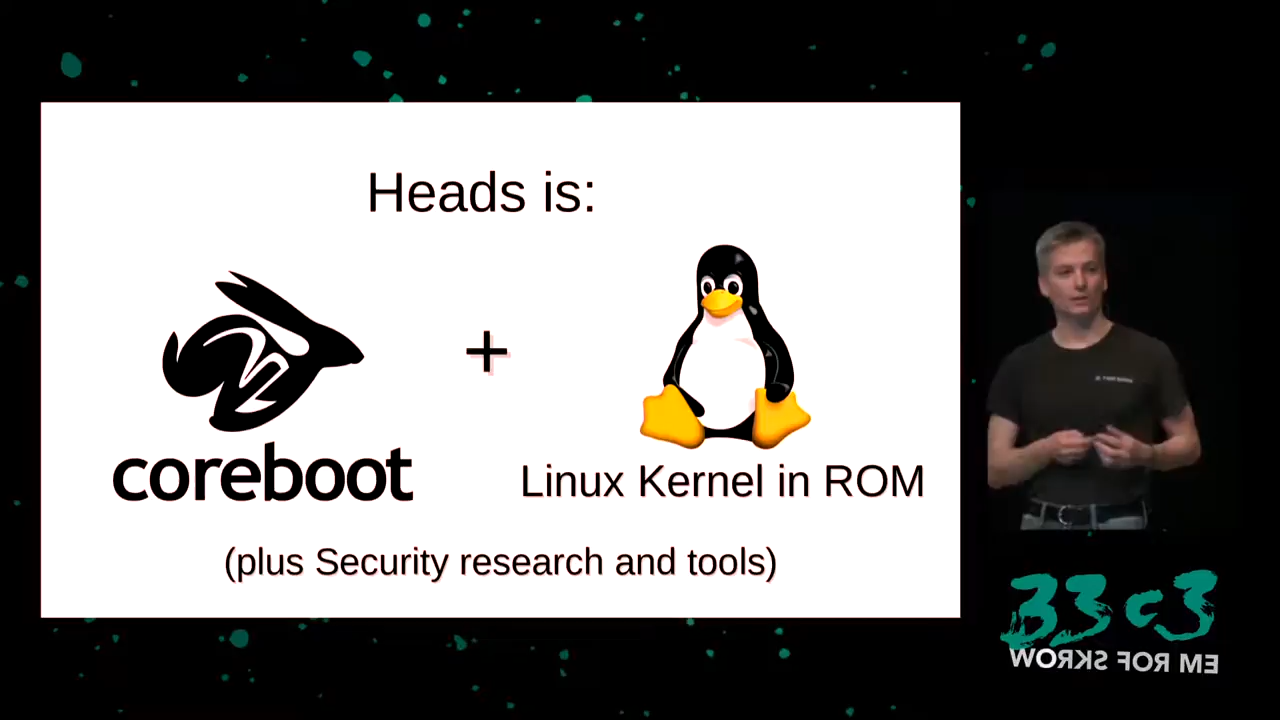 Heads is:
+
coreboot
Linux Kernel in ROM
(plus Security research and tools)
33c3
WORKS FOR ME